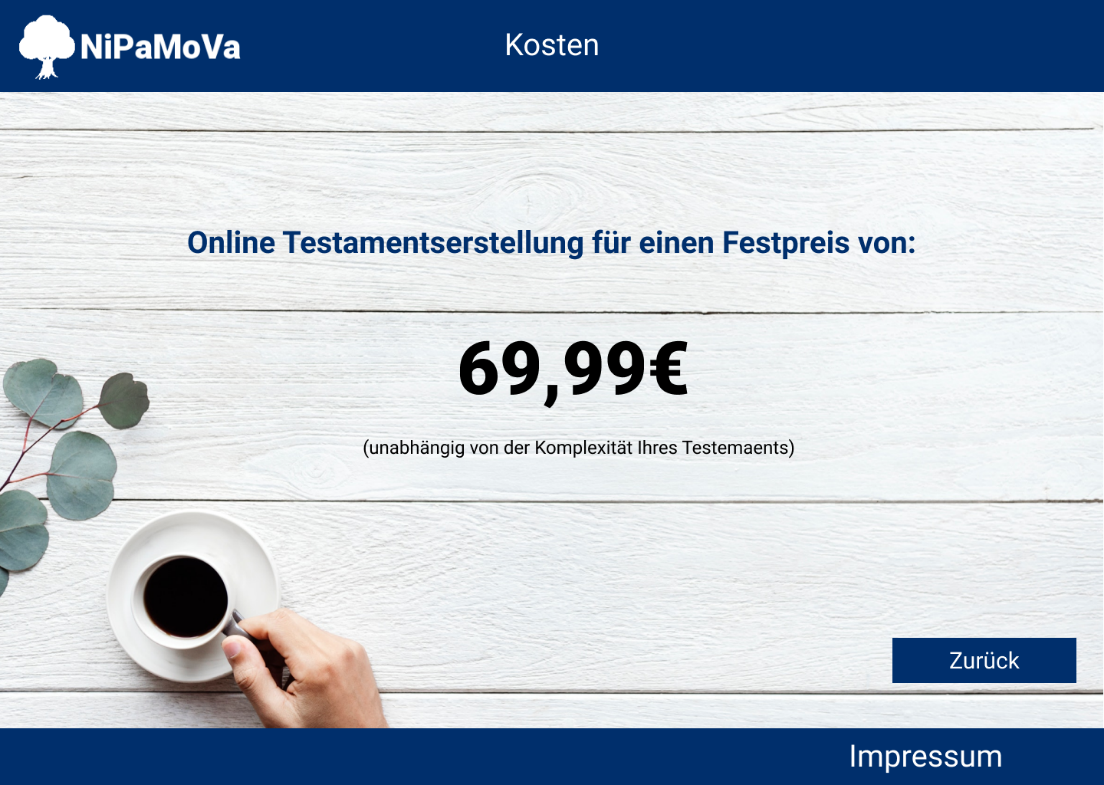 NiPaMoVa
Kosten
Online Testamentserstellung für einen Festpreis von:
69,99€
(unabhängig von der Komplexität Ihres Testemaents)
Zurück
Impressum